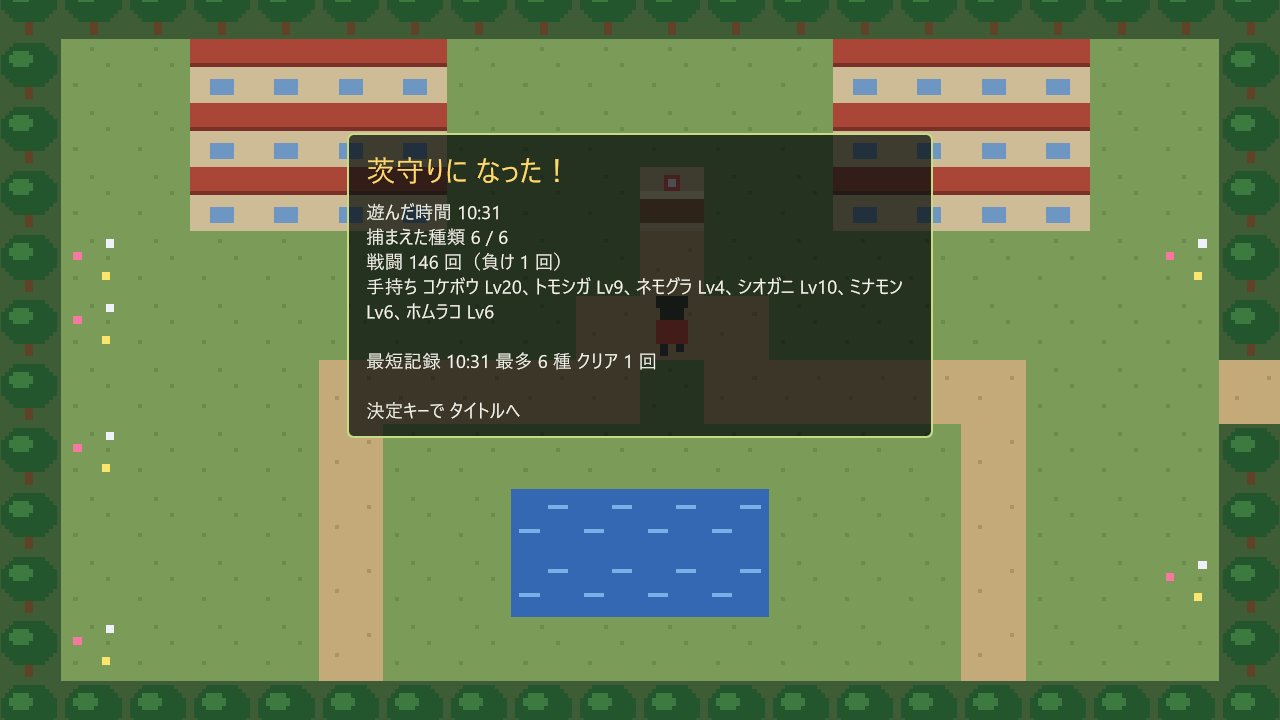 茨守りに なった！
遊んだ時間 10:31
捕まえた種類 6 / 6
戦闘 146 回（負け 1 回）
手持ち コケボウ Lv20、トモシガ Lv9、ネモグラ Lv4、シオガニ Lv10、ミナモン
Lv6、ホムラコ Lv6
最短記録 10:31 最多 6 種 クリア 1 回
決定キーで タイトルへ